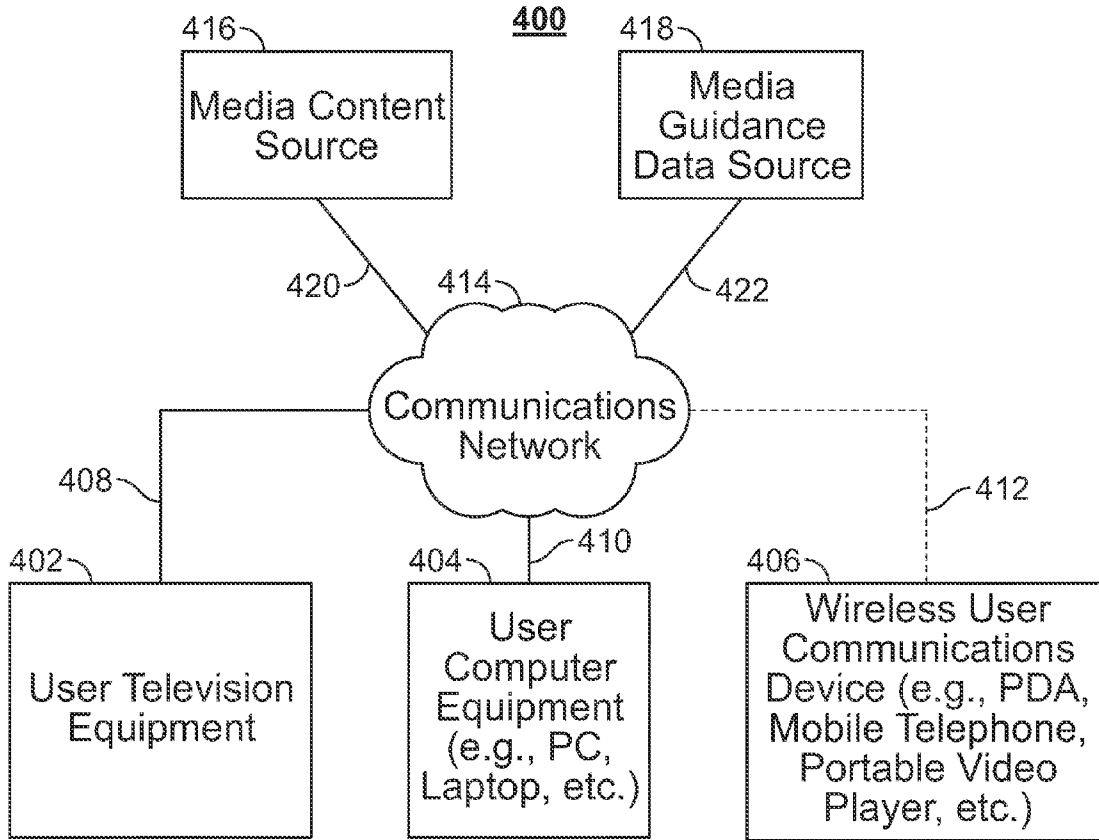 400
416
Media Content
Source
418
Media
Guidance
Data Source
420
414
422
Communications
Network
408
410
412
402
User Television
Equipment
404
User
Computer
Equipment
(e.g., PC,
Laptop, etc.)
406
Wireless User
Communications
Device (e.g., PDA,
Mobile Telephone,
Portable Video
Player, etc.)